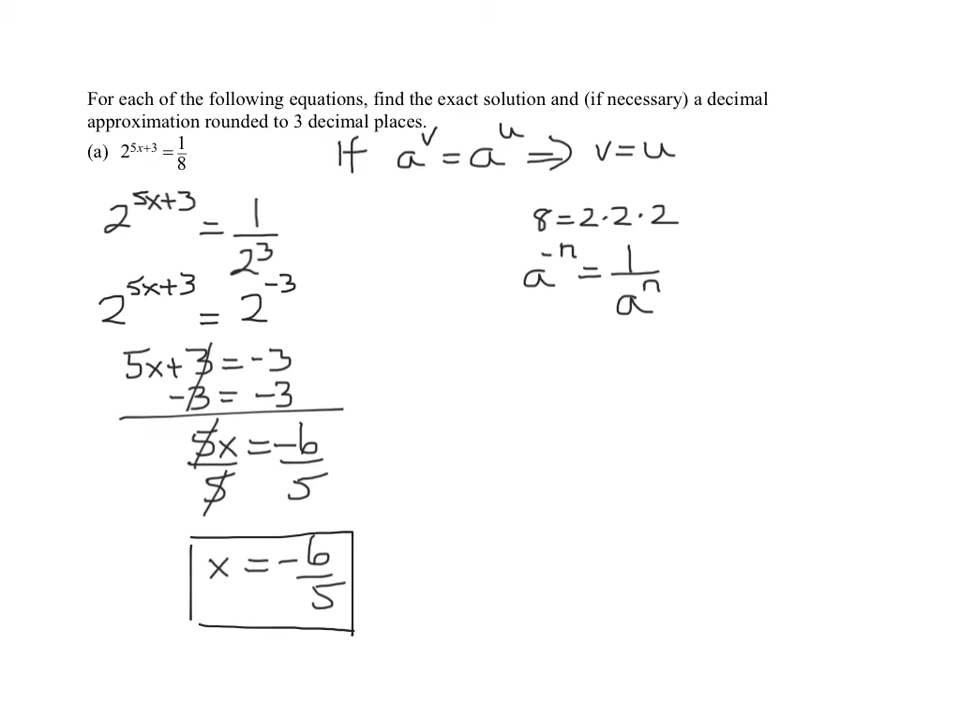 For each of the following equations, find the exact solution and (if necessary) a decimal
approximation rounded to 3 decimal places.
(a) 2^(5x+3) = 1/8
If a^v = a^u ⇒ v=u
2^(5x+3) = 1/2^3
8=2·2·2
2^(5x+3) = 2^-3
a^-n = 1/a^n
5x+3=-3
-3= -3
5x/5 = -6/5
x = -6/5